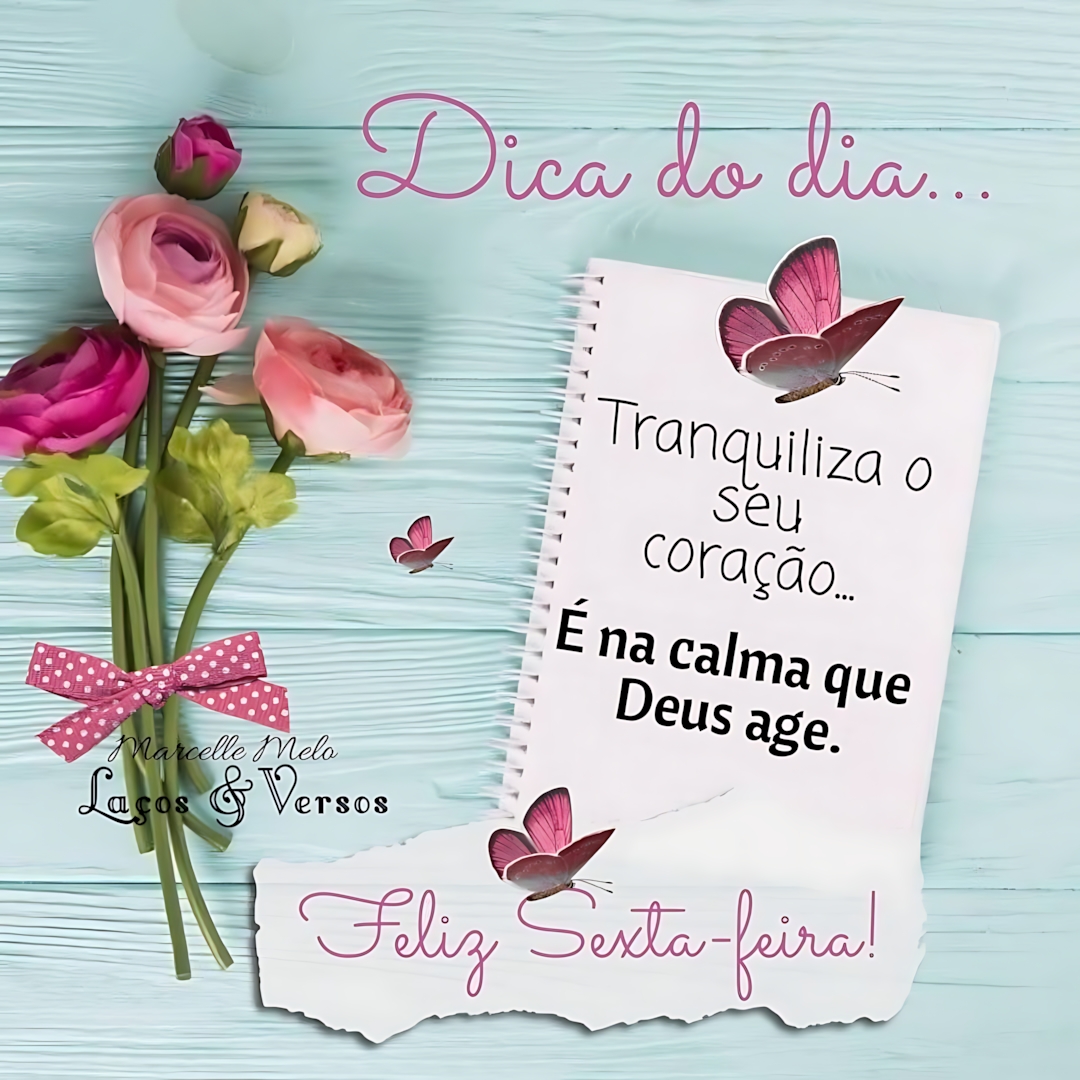 Dica do dia...
Tranquiliza o
seu
coração...
É na calma que
Deus age.
Marcelle Melo
Laços & Versos
Feliz Sexta-feira!